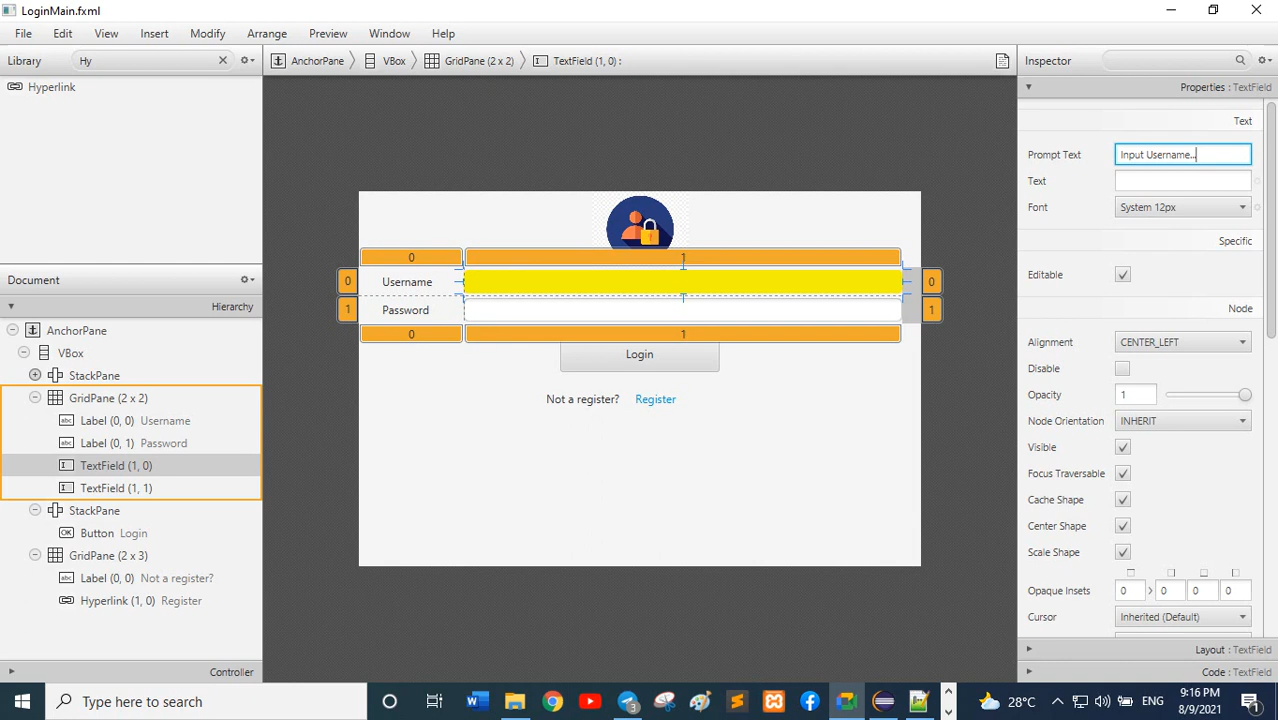 LoginMain.fxml
File Edit View Insert Modify Arrange Preview Window Help
Library Hy
Hyperlink
Document
Hierarchy
AnchorPane
VBox
StackPane
GridPane (2 x 2)
Label (0, 0) Username
Label (0, 1) Password
TextField (1, 0)
TextField (1, 1)
StackPane
OK Button Login
GridPane (2 x 3)
Label (0, 0) Not a register?
Hyperlink (1, 0) Register
Controller
AnchorPane VBox GridPane (2 x 2) TextField (1, 0) :
0 1
0 Username 0
1 Password 1
0 1
Login
Not a register? Register
Inspector
Properties : TextField
Text
Prompt Text Input Username..
Text
Font System 12px
Specific
Editable
Node
Alignment CENTER_LEFT
Disable
Opacity 1
Node Orientation INHERIT
Visible
Focus Traversable
Cache Shape
Center Shape
Scale Shape
Opaque Insets 0 0 0 0
Cursor Inherited (Default)
Layout : TextField
Code : TextField
Type here to search
3
28°C
ENG
9:16 PM
8/9/2021
1